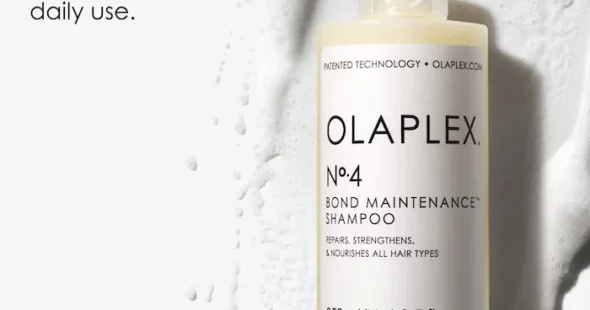 daily use.
PATENTED TECHNOLOGY • OLAPLEX.COM
OLAPLEX.
Nº.4
BOND MAINTENANCE™
SHAMPOO
REPAIRS, STRENGTHENS,
& NOURISHES ALL HAIR TYPES